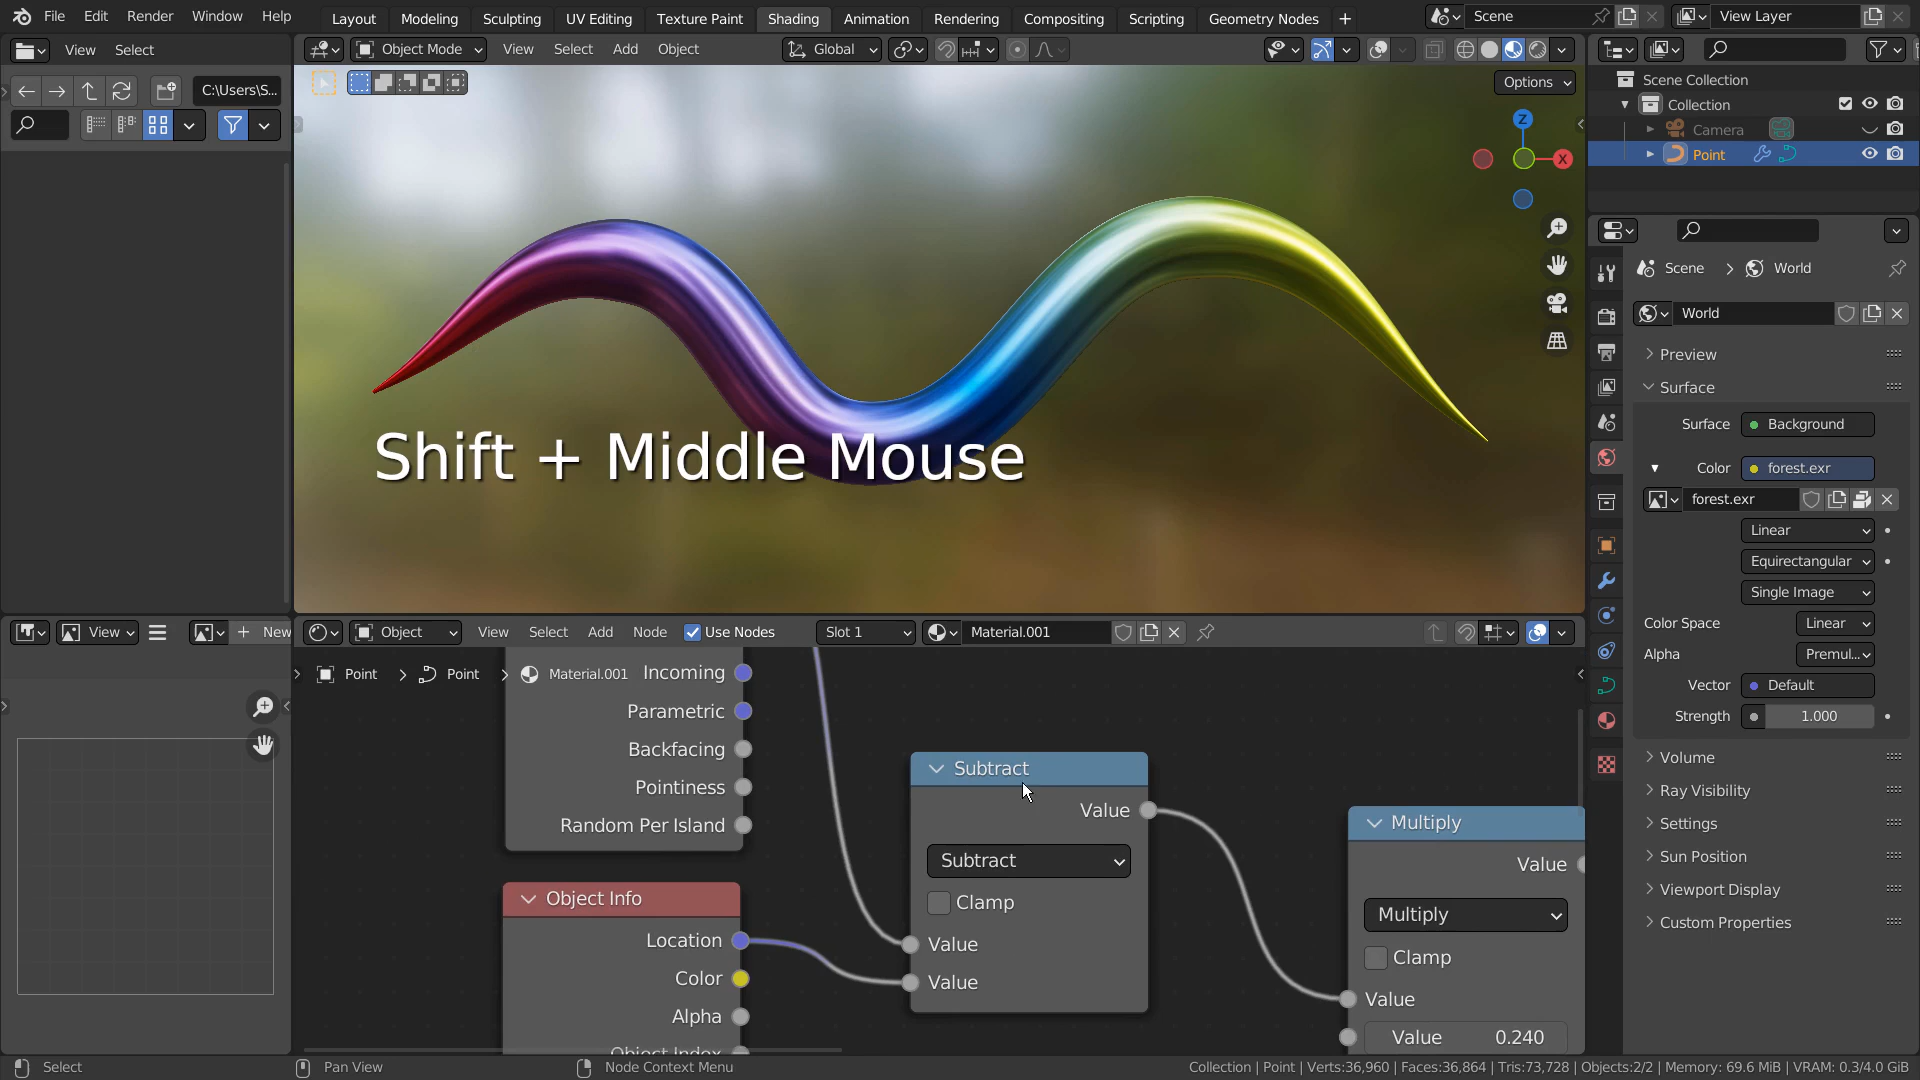 File Edit Render Window Help
Layout Modeling Sculpting UV Editing Texture Paint Shading Animation Rendering Compositing Scripting Geometry Nodes +
Scene View Layer
View Select
Object Mode View Select Add Object Global
C:\Users\S...
Options
Scene Collection
Collection
Camera
Point
Z
X
Shift + Middle Mouse
Scene > World
World
Preview
Surface
Surface Background
Color forest.exr
forest.exr
Linear
Equirectangular
Single Image
Color Space Linear
Alpha Premul...
Vector Default
Strength 1.000
Volume
Ray Visibility
Settings
Sun Position
Viewport Display
Custom Properties
View + New
Object View Select Add Node Use Nodes Slot 1 Material.001
Point > Point > Material.001
Incoming
Parametric
Backfacing
Pointiness
Random Per Island
Object Info
Location
Color
Alpha
Object Index
Subtract
Value
Subtract
Clamp
Value
Value
Multiply
Value
Multiply
Clamp
Value
Value 0.240
Select Pan View Node Context Menu
Collection | Point | Verts:36,960 | Faces:36,864 | Tris:73,728 | Objects:2/2 | Memory: 69.6 MiB | VRAM: 0.3/4.0 GiB